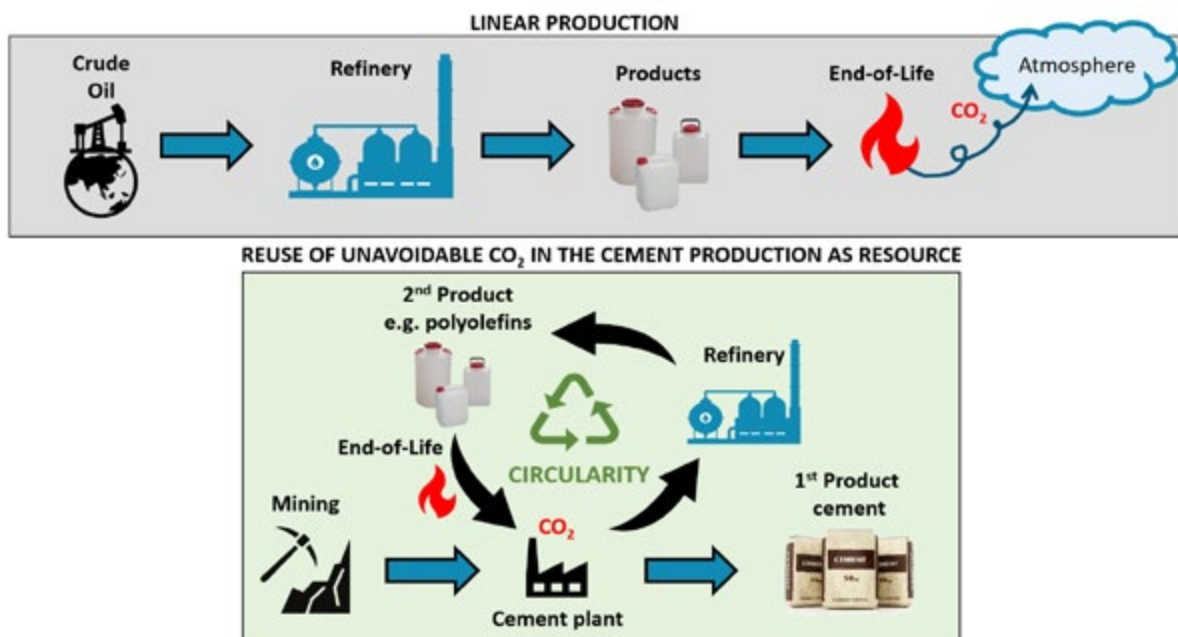 LINEAR PRODUCTION
Crude
Oil
Refinery
Products
End-of-Life
CO₂
Atmosphere
REUSE OF UNAVOIDABLE CO₂ IN THE CEMENT PRODUCTION AS RESOURCE
2nd Product
e.g. polyolefins
Refinery
End-of-Life
CIRCULARITY
Mining
CO₂
Cement plant
1st Product
cement
CEMENT